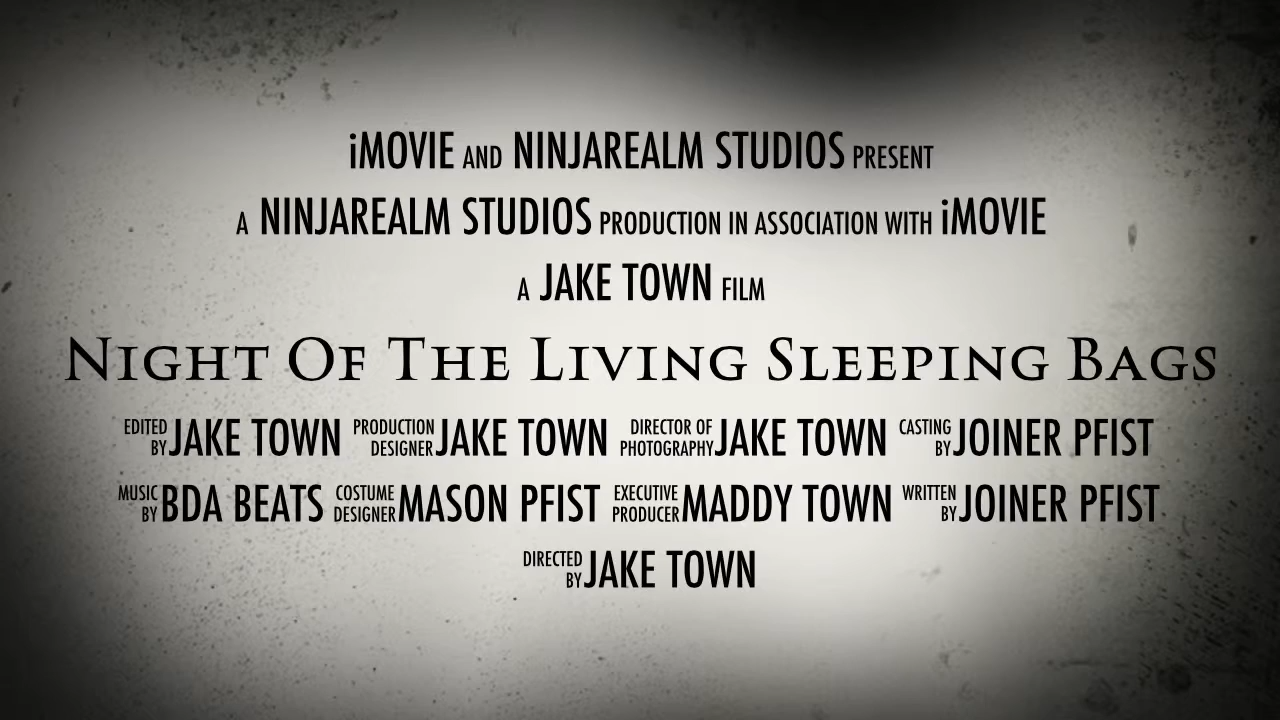 iMOVIE AND NINJAREALM STUDIOS PRESENT
A NINJAREALM STUDIOS PRODUCTION IN ASSOCIATION WITH iMOVIE
A JAKE TOWN FILM
NIGHT OF THE LIVING SLEEPING BAGS
EDITED BY JAKE TOWN PRODUCTION DESIGNER JAKE TOWN DIRECTOR OF PHOTOGRAPHY JAKE TOWN CASTING BY JOINER PFIST
MUSIC BY BDA BEATS COSTUME DESIGNER MASON PFIST EXECUTIVE PRODUCER MADDY TOWN WRITTEN BY JOINER PFIST
DIRECTED BY JAKE TOWN